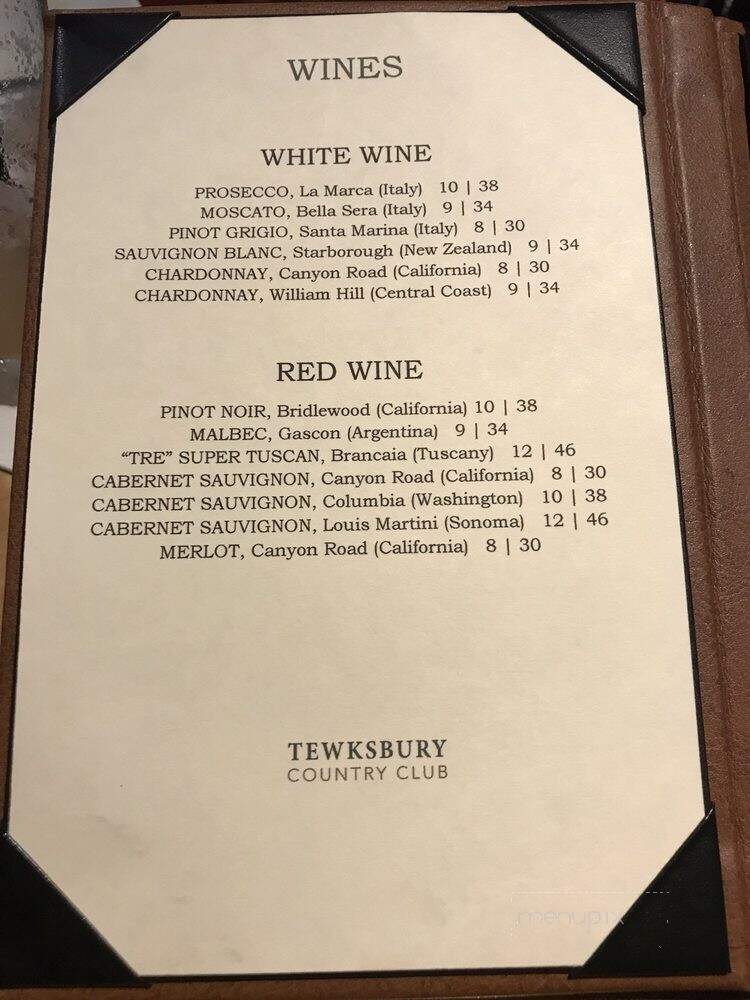 WINES
WHITE WINE
PROSECCO, La Marca (Italy) 10 | 38
MOSCATO, Bella Sera (Italy) 9 | 34
PINOT GRIGIO, Santa Marina (Italy) 8 | 30
SAUVIGNON BLANC, Starborough (New Zealand) 9 | 34
CHARDONNAY, Canyon Road (California) 8 | 30
CHARDONNAY, William Hill (Central Coast) 9 | 34
RED WINE
PINOT NOIR, Bridlewood (California) 10 | 38
MALBEC, Gascon (Argentina) 9 | 34
“TRE” SUPER TUSCAN, Brancaia (Tuscany) 12 | 46
CABERNET SAUVIGNON, Canyon Road (California) 8 | 30
CABERNET SAUVIGNON, Columbia (Washington) 10 | 38
CABERNET SAUVIGNON, Louis Martini (Sonoma) 12 | 46
MERLOT, Canyon Road (California) 8 | 30
TEWKSBURY
COUNTRY CLUB
menupix